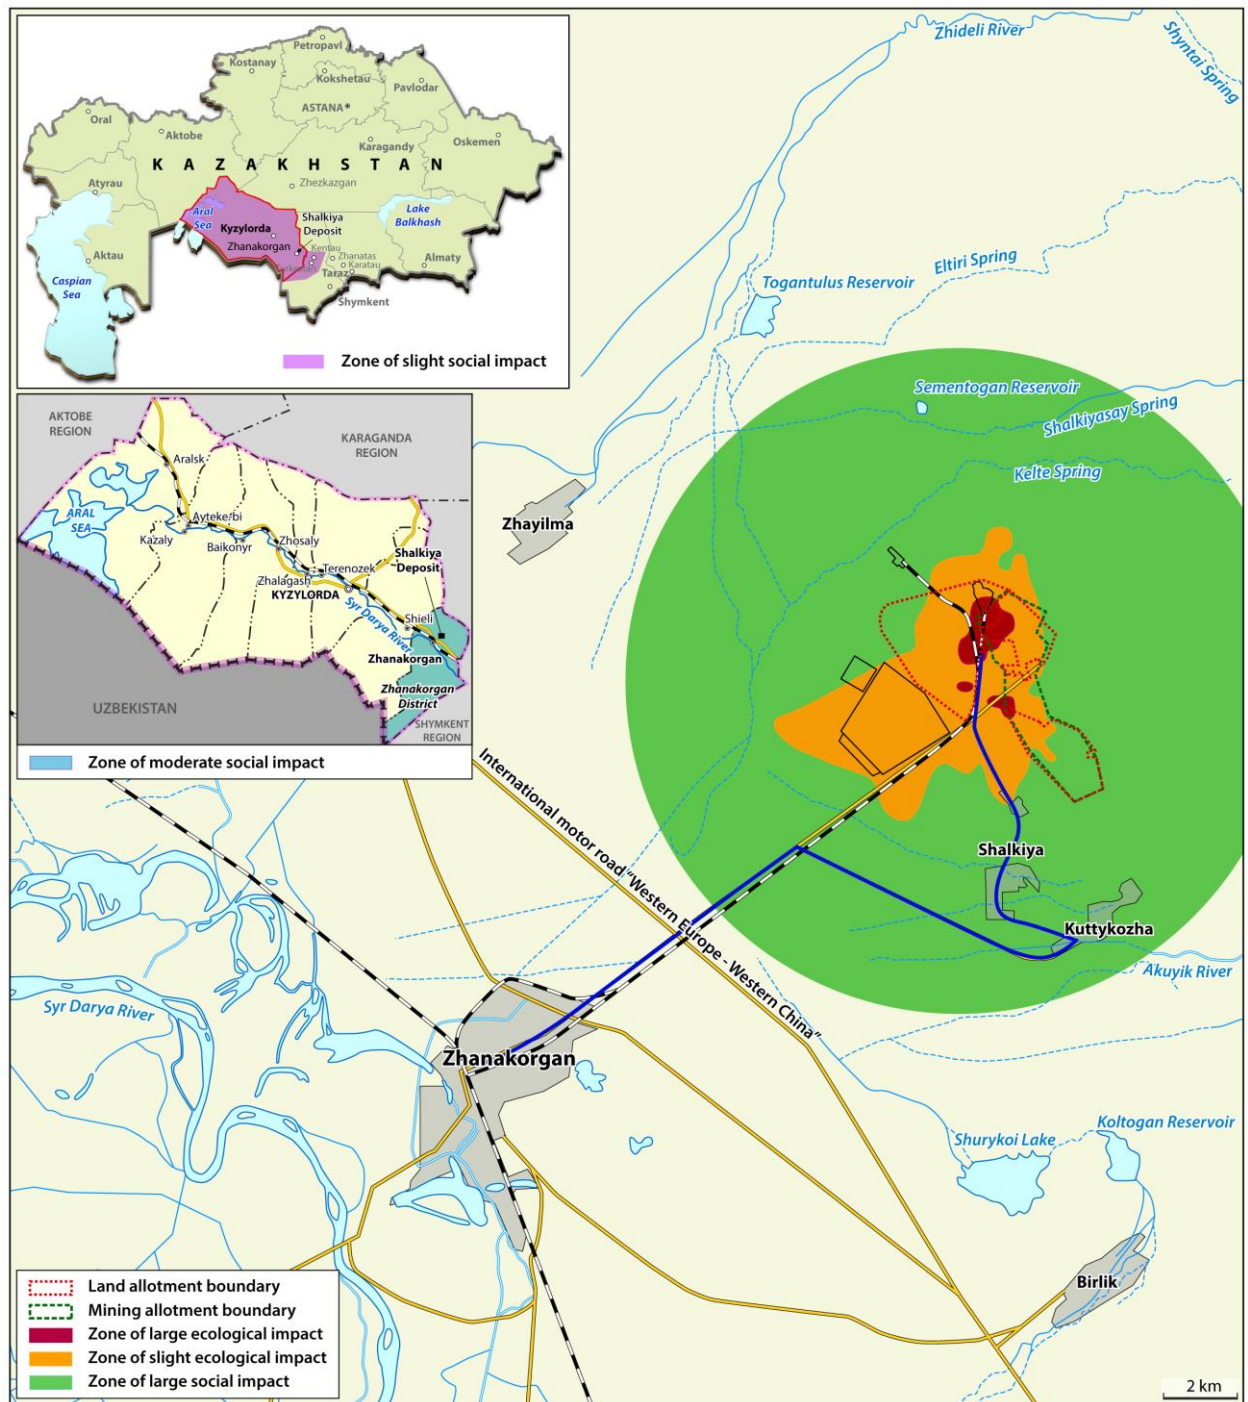 Petropavl
Kostanay
Kokshetau
Pavlodar
ASTANA
Oral
Aktobe
Karagandy
Oskemen
KAZAKHSTAN
Atyrau
Zhezkazgan
Aral
Sea
Shalkiya
Deposit
Lake
Balkhash
Kyzylorda
Zhanakorgan
Kentau
Zhanatas
Karatau
Taraz
Almaty
Aktau
Caspian
Sea
Shymkent
Zone of slight social impact
AKTOBE
REGION
KARAGANDA
REGION
Aralsk
ARAL
SEA
Kazaly
Baikonyr
Zhosaly
Shalkiya
Deposit
Zhalagash
Terenozek
KYZYLORDA
Syr Darya River
Shieli
Zhanakorgan
Zhanakorgan
District
UZBEKISTAN
SHYMKENT
REGION
Zone of moderate social impact
Zhideli River
Shyntai Spring
Eltiri Spring
Togantulus Reservoir
Sementogan Reservoir
Shalkiyasay Spring
Kelte Spring
Zhayilma
International motor road "Western Europe - Western China"
Shalkiya
Kuttykozha
Akuyik River
Syr Darya River
Zhanakorgan
Koltogan Reservoir
Shurykoi Lake
Birlik
Land allotment boundary
Mining allotment boundary
Zone of large ecological impact
Zone of slight ecological impact
Zone of large social impact
2 km